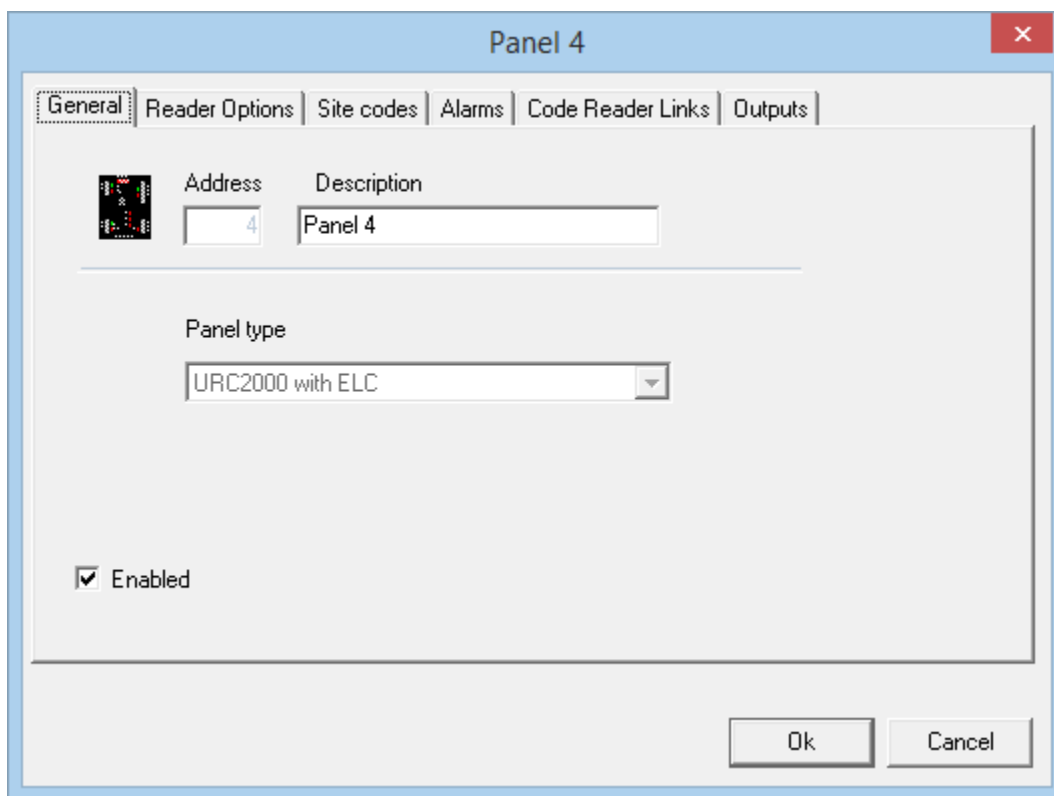 Panel 4
General Reader Options Site codes Alarms Code Reader Links Outputs
Address Description
4 Panel 4
Panel type
URC2000 with ELC
Enabled
Ok Cancel